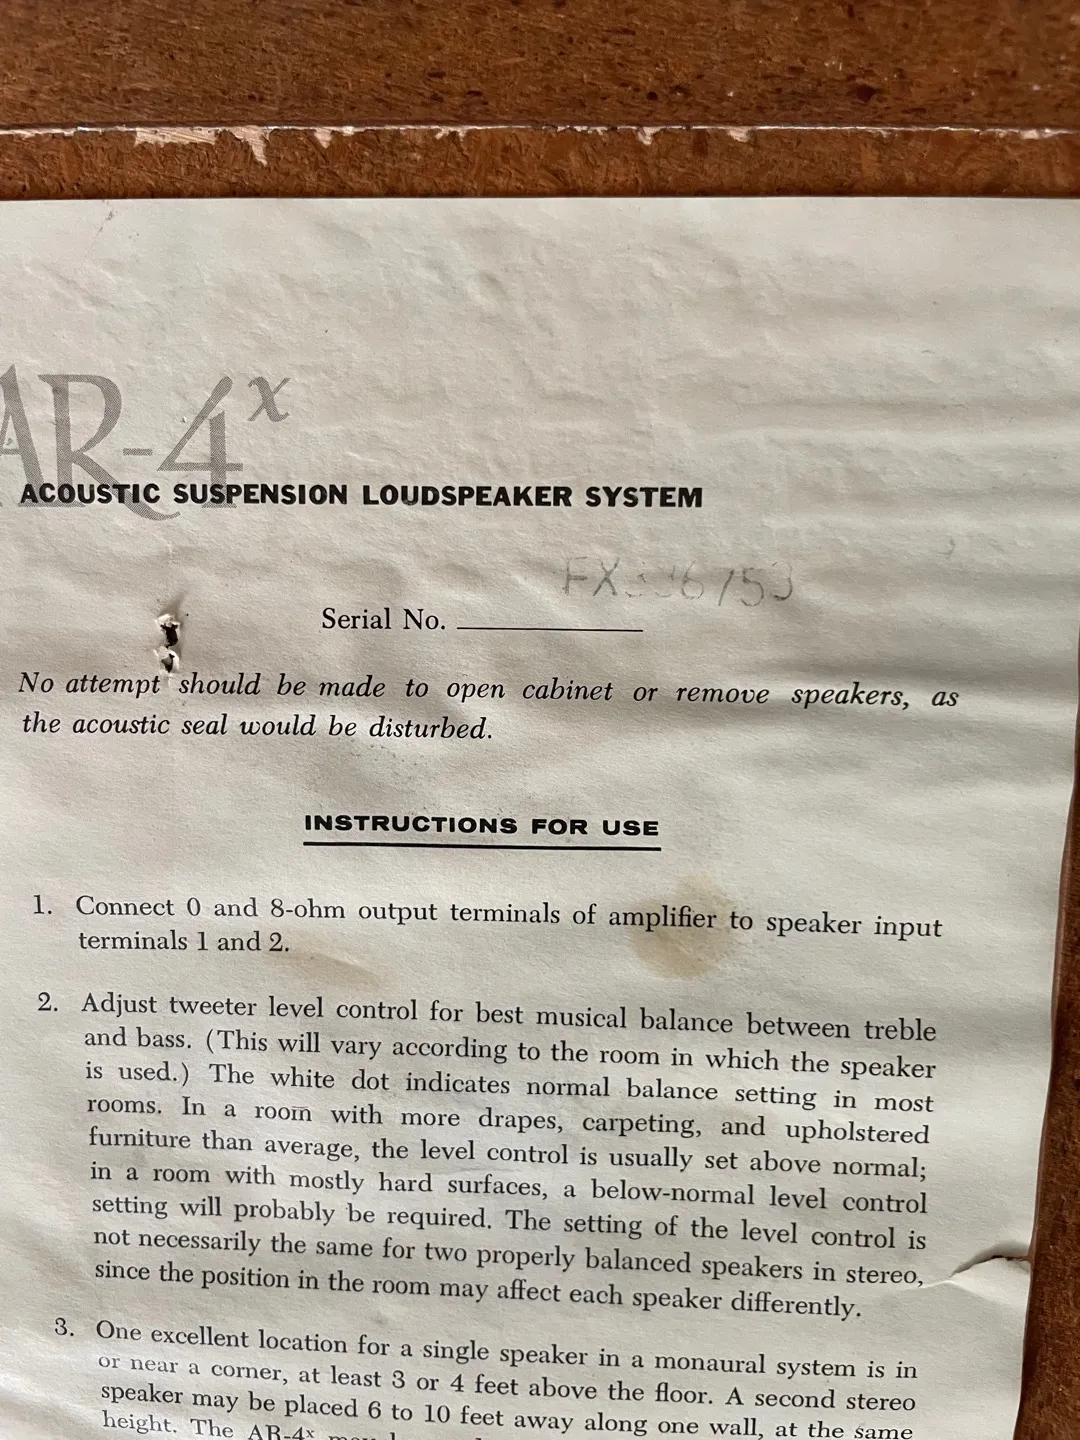 AR-4x
ACOUSTIC SUSPENSION LOUDSPEAKER SYSTEM
Serial No.
No attempt should be made to open cabinet or remove speakers, as
the acoustic seal would be disturbed.
INSTRUCTIONS FOR USE
1. Connect 0 and 8-ohm output terminals of amplifier to speaker input
terminals 1 and 2.
2. Adjust tweeter level control for best musical balance between treble
and bass. (This will vary according to the room in which the speaker
is used.) The white dot indicates normal balance setting in most
rooms. In a room with more drapes, carpeting, and upholstered
furniture than average, the level control is usually set above normal;
in a room with mostly hard surfaces, a below-normal level control
setting will probably be required. The setting of the level control is
not necessarily the same for two properly balanced speakers in stereo,
since the position in the room may affect each speaker differently.
3. One excellent location for a single speaker in a monaural system is in
or near a corner, at least 3 or 4 feet above the floor. A second stereo
speaker may be placed 6 to 10 feet away along one wall, at the same
height. The AR-4x may